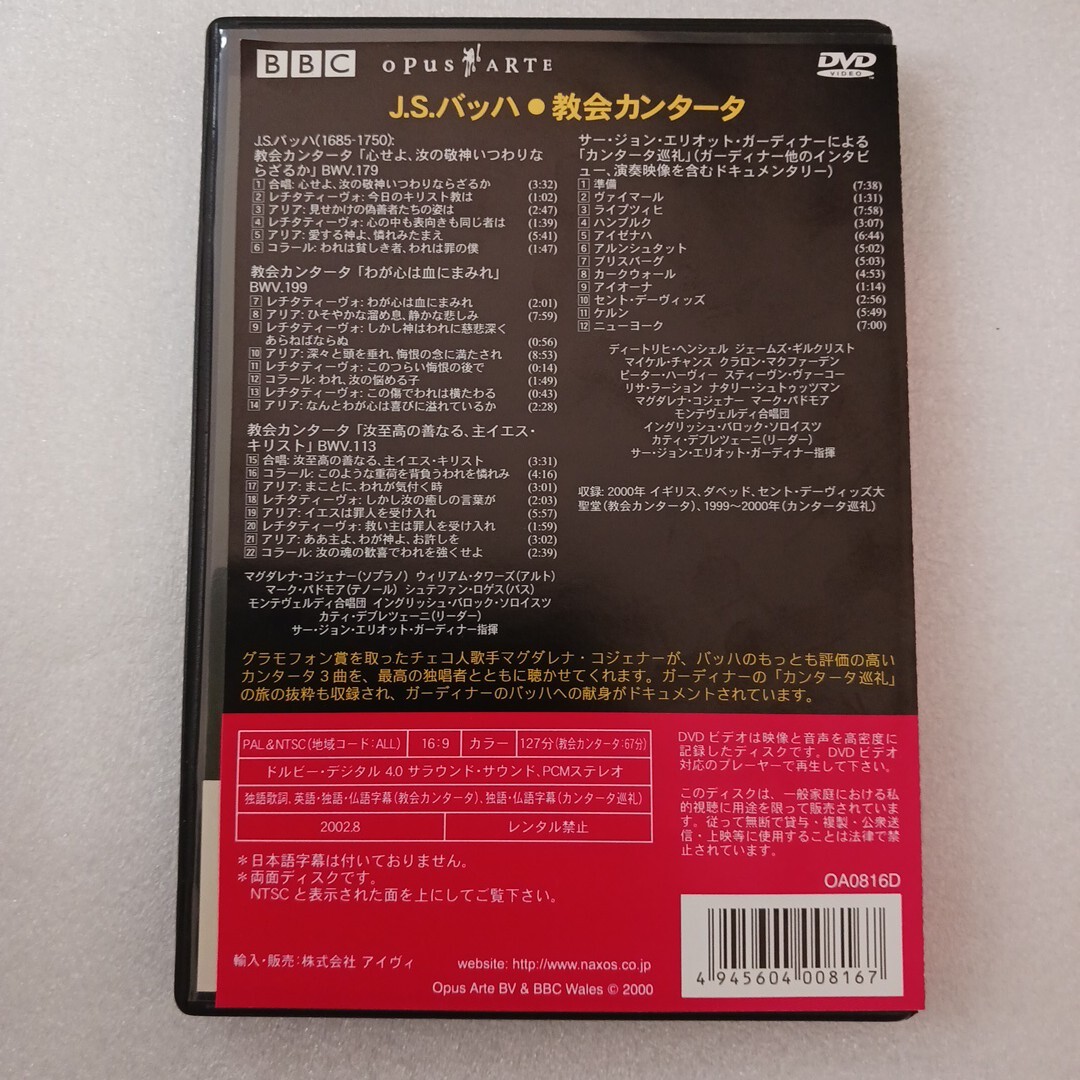 BBC OPUS ARTE
DVD VIDEO
J.S.バッハ●教会カンタータ
J.S.バッハ(1685-1750):
教会カンタータ「心せよ、汝の敬神いつわりな
らざるか」BWV.179
1 合唱: 心せよ、汝の敬神いつわりならざるか (3:32)
2 レチタティーヴォ: 今日のキリスト教は (1:02)
3 アリア: 見せかけの偽善者たちの姿は (2:47)
4 レチタティーヴォ: 心の中も表向きも同じ者は (1:39)
5 アリア: 愛する神よ、憐れみたまえ (5:41)
6 コラール: われは貧しき者、われは罪の僕 (1:47)
教会カンタータ「わが心は血にまみれ」
BWV.199
7 レチタティーヴォ: わが心は血にまみれ (2:01)
8 アリア: ひそやかな溜め息、静かな悲しみ (7:59)
9 レチタティーヴォ: しかし神はわれに慈悲深く
あらねばならぬ (0:56)
10 アリア: 深々と頭を垂れ、悔恨の念に満たされ (8:53)
11 レチタティーヴォ: このつらい悔恨の後で (0:14)
12 コラール: われ、汝の悩める子 (1:49)
13 レチタティーヴォ: この傷でわれは横たわる (0:43)
14 アリア: なんとわが心は喜びに溢れているか (2:28)
教会カンタータ「汝至高の善なる、主イエス・
キリスト」BWV.113
15 合唱: 汝至高の善なる、主イエス・キリスト (3:31)
16 コラール: このような重荷を背負うわれを憐れみ (4:16)
17 アリア: まことに、われが気付く時 (3:01)
18 レチタティーヴォ: しかし汝の癒しの言葉が (2:03)
19 アリア: イエスは罪人を受け入れ (5:57)
20 レチタティーヴォ: 救い主は罪人を受け入れ (1:59)
21 アリア: ああ主よ、わが神よ、お許しを (3:02)
22 コラール: 汝の魂の歓喜でわれを強くせよ (2:39)
マグダレナ・コジェナー(ソプラノ) ウィリアム・タワーズ(アルト)
マーク・パドモア(テノール) シュテファン・ロゲス(バス)
モンテヴェルディ合唱団 イングリッシュ・バロック・ソロイスツ
カティ・デブレツェーニ(リーダー)
サー・ジョン・エリオット・ガーディナー指揮
サー・ジョン・エリオット・ガーディナーによる
「カンタータ巡礼」(ガーディナー他のインタビ
ュー、演奏映像を含むドキュメンタリー)
1 準備 (7:38)
2 ヴァイマール (1:31)
3 ライプツィヒ (7:58)
4 ハンブルク (3:07)
5 アイゼナハ (6:44)
6 アルンシュタット (5:02)
7 ブリスバーグ (5:03)
8 カークウォール (4:53)
9 アイオーナ (1:14)
10 セント・デーヴィッズ (2:56)
11 ケルン (5:49)
12 ニューヨーク (7:00)
ディートリヒ・ヘンシェル ジェームズ・ギルクリスト
マイケル・チャンス クラロン・マクファーデン
ピーター・ハーヴィー スティーヴン・ヴァーコー
リサ・ラーション ナタリー・シュトゥッツマン
マグダレナ・コジェナー マーク・パドモア
モンテヴェルディ合唱団
イングリッシュ・バロック・ソロイスツ
カティ・デブレツェーニ(リーダー)
サー・ジョン・エリオット・ガーディナー指揮
収録: 2000年 イギリス、ダベッド、セント・デーヴィッズ大
聖堂(教会カンタータ)、1999〜2000年(カンタータ巡礼)
グラモフォン賞を取ったチェコ人歌手マグダレナ・コジェナーが、バッハのもっとも評価の高い
カンタータ3曲を、最高の独唱者とともに聴かせてくれます。ガーディナーの「カンタータ巡礼」
の旅の抜粋も収録され、ガーディナーのバッハへの献身がドキュメントされています。
PAL&NTSC(地域コード:ALL) 16:9 カラー 127分(教会カンタータ:67分)
ドルビー・デジタル 4.0 サラウンド・サウンド、PCMステレオ
独語歌詞、英語・独語・仏語字幕(教会カンタータ)、独語・仏語字幕(カンタータ巡礼)
2002.8 レンタル禁止
*日本語字幕は付いておりません。
*両面ディスクです。
NTSCと表示された面を上にしてご覧下さい。
輸入・販売:株式会社 アイヴィ website: http://www.naxos.co.jp
Opus Arte BV & BBC Wales © 2000
DVDビデオは映像と音声を高密度に
記録したディスクです。DVDビデオ
対応のプレーヤーで再生して下さい。
このディスクは、一般家庭における私
的視聴に用途を限って販売されていま
す。従って無断で貸与・複製・公衆送
信・上映等に使用することは法律で禁
止されています。
OA0816D
4 945604 008167